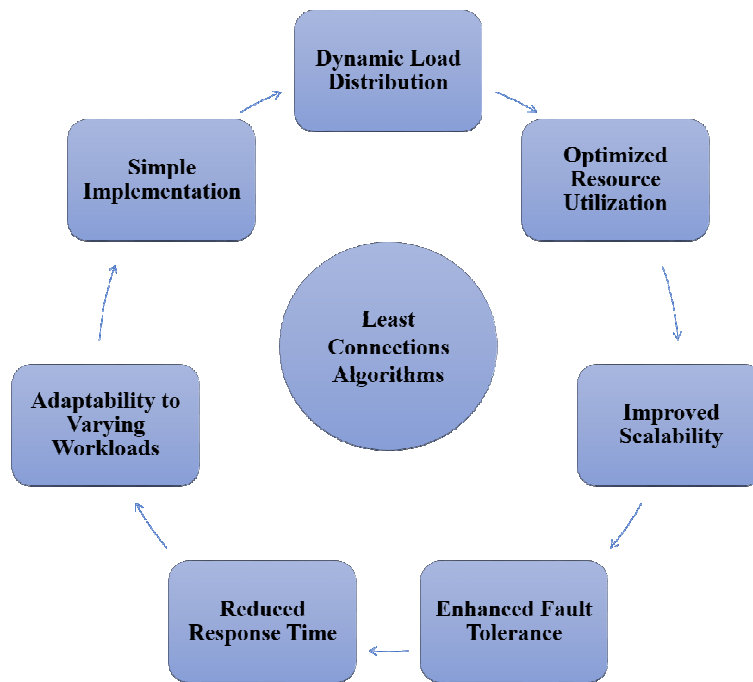 Dynamic Load
Distribution
Optimized
Resource
Utilization
Improved
Scalability
Enhanced Fault
Tolerance
Reduced
Response Time
Adaptability to
Varying
Workloads
Simple
Implementation
Least
Connections
Algorithms